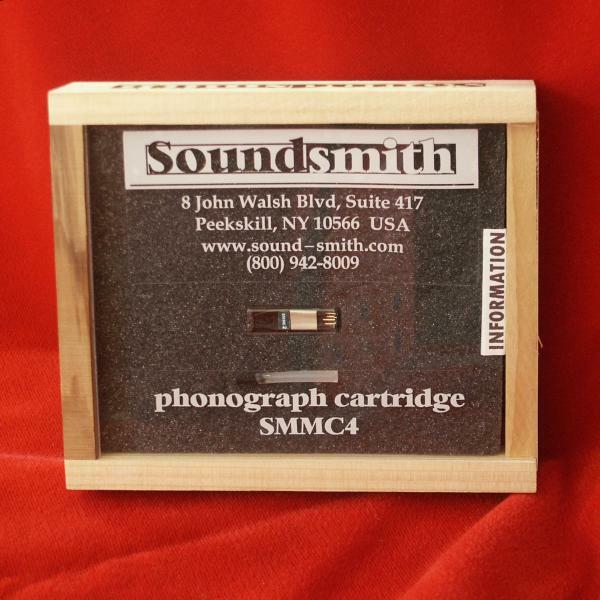 Soundsmith
8 John Walsh Blvd, Suite 417
Peekskill, NY 10566 USA
www.sound-smith.com
(800) 942-8009
INFORMATION
phonograph cartridge
SMMC4